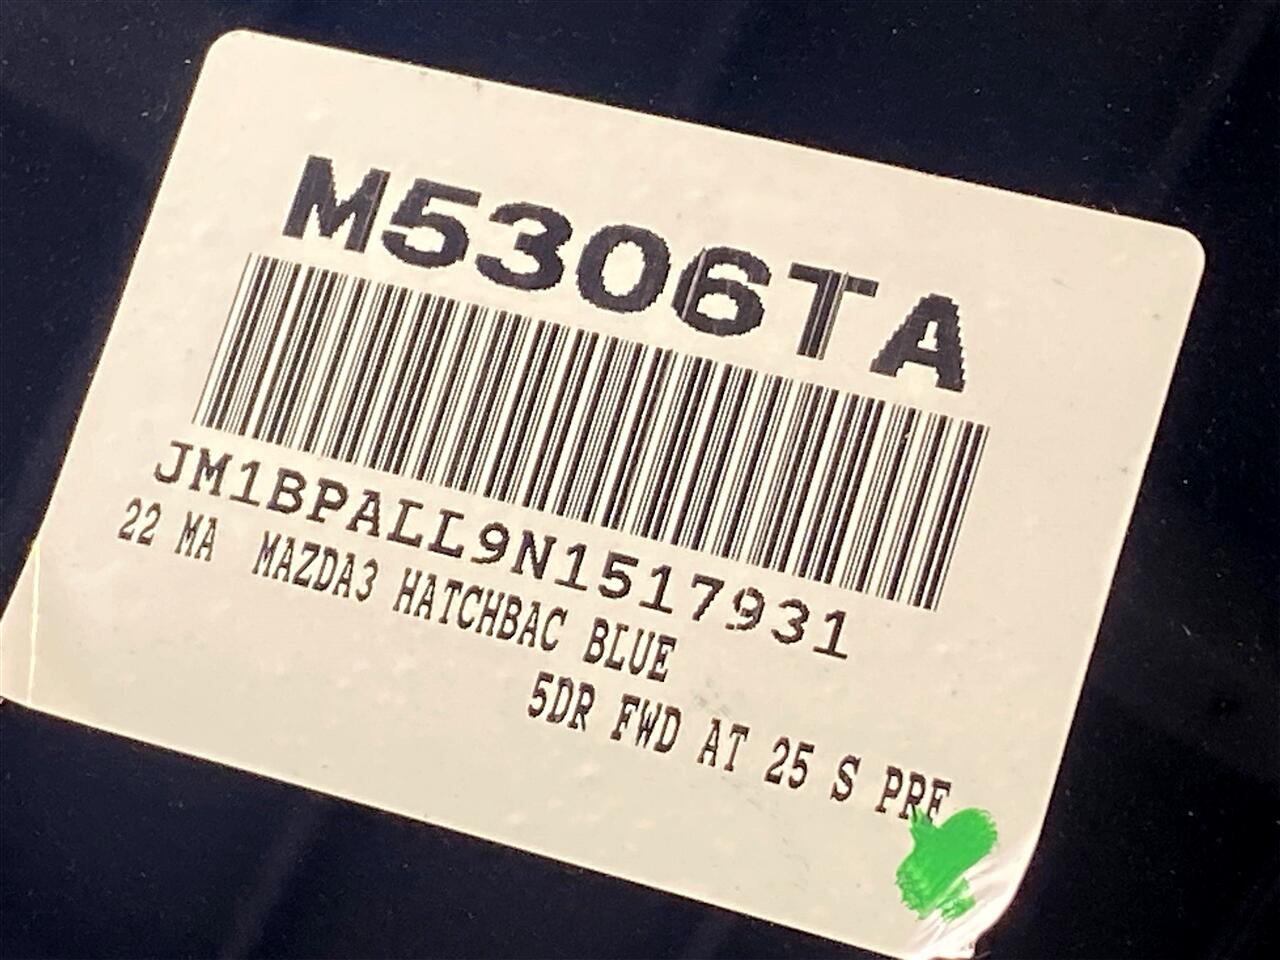 M5306TA
JM1BPALL9N1517931
22 MA MAZDA3 HATCHBAC BLUE
5DR FWD AT 25 S PRE